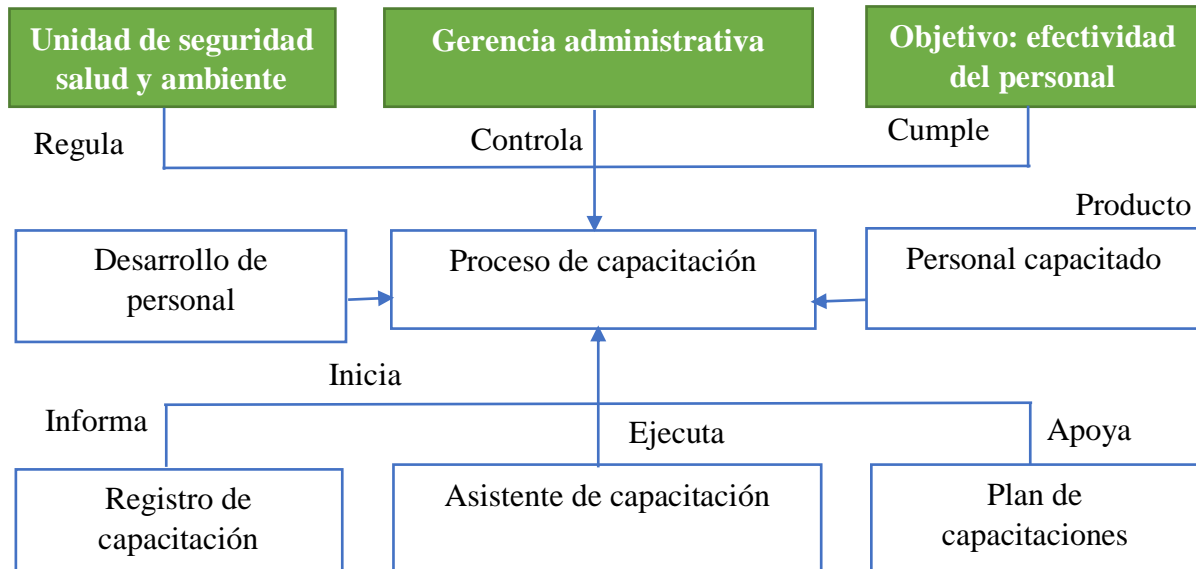 Unidad de seguridad
salud y ambiente
Gerencia administrativa
Objetivo: efectividad
del personal
Regula
Controla
Cumple
Producto
Desarrollo de
personal
Proceso de capacitación
Personal capacitado
Inicia
Informa
Ejecuta
Apoya
Registro de
capacitación
Asistente de capacitación
Plan de
capacitaciones